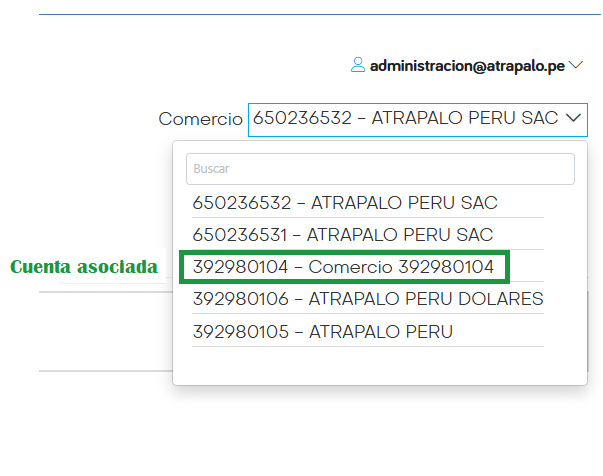 administracion@atrapalo.pe
Comercio 650236532 - ATRAPALO PERU SAC
Buscar
650236532 - ATRAPALO PERU SAC
650236531 - ATRAPALO PERU SAC
Cuenta asociada
392980104 - Comercio 392980104
392980106 - ATRAPALO PERU DOLARES
392980105 - ATRAPALO PERU